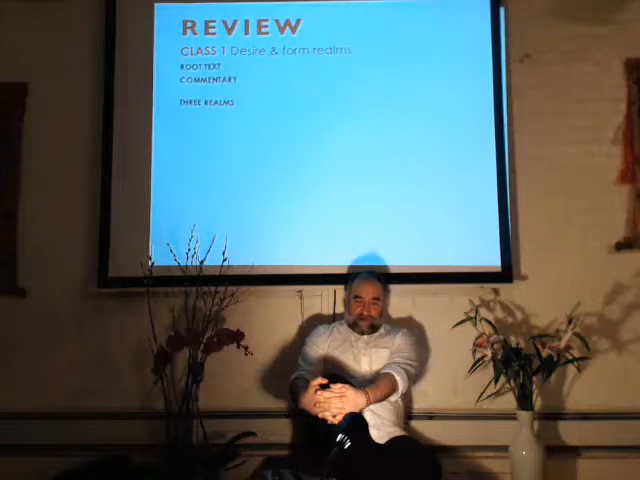 REVIEW
CLASS 1 Desire & form realms
ROOT TEXT
COMMENTARY
THREE REALMS